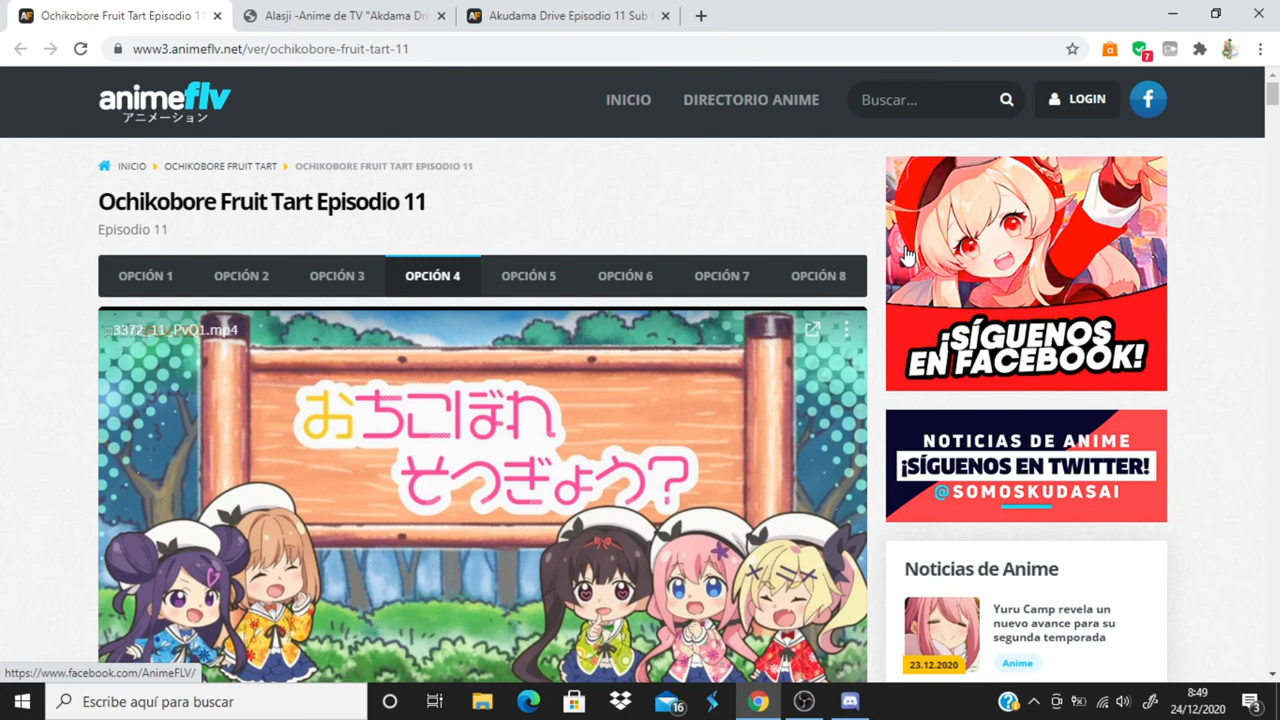 Ochikobore Fruit Tart Episodio 11
Alasji -Anime de TV "Akdama Dri
Akudama Drive Episodio 11 Sub
www3.animeflv.net/ver/ochikobore-fruit-tart-11
7
animeflv
アニメーション
INICIO
DIRECTORIO ANIME
Buscar...
LOGIN
INICIO
OCHIKOBORE FRUIT TART
OCHIKOBORE FRUIT TART EPISODIO 11
Ochikobore Fruit Tart Episodio 11
Episodio 11
OPCIÓN 1
OPCIÓN 2
OPCIÓN 3
OPCIÓN 4
OPCIÓN 5
OPCIÓN 6
OPCIÓN 7
OPCIÓN 8
3372_11_PvO1.mp4
おちこぼれ
そつぎょう?
¡SÍGUENOS
EN FACEBOOK!
NOTICIAS DE ANIME
¡SÍGUENOS EN TWITTER!
@SOMOSKUDASAI
Noticias de Anime
Yuru Camp revela un
nuevo avance para su
segunda temporada
23.12.2020
Anime
https://www.facebook.com/AnimeFLV/
Escribe aquí para buscar
16
8:49
24/12/2020
3